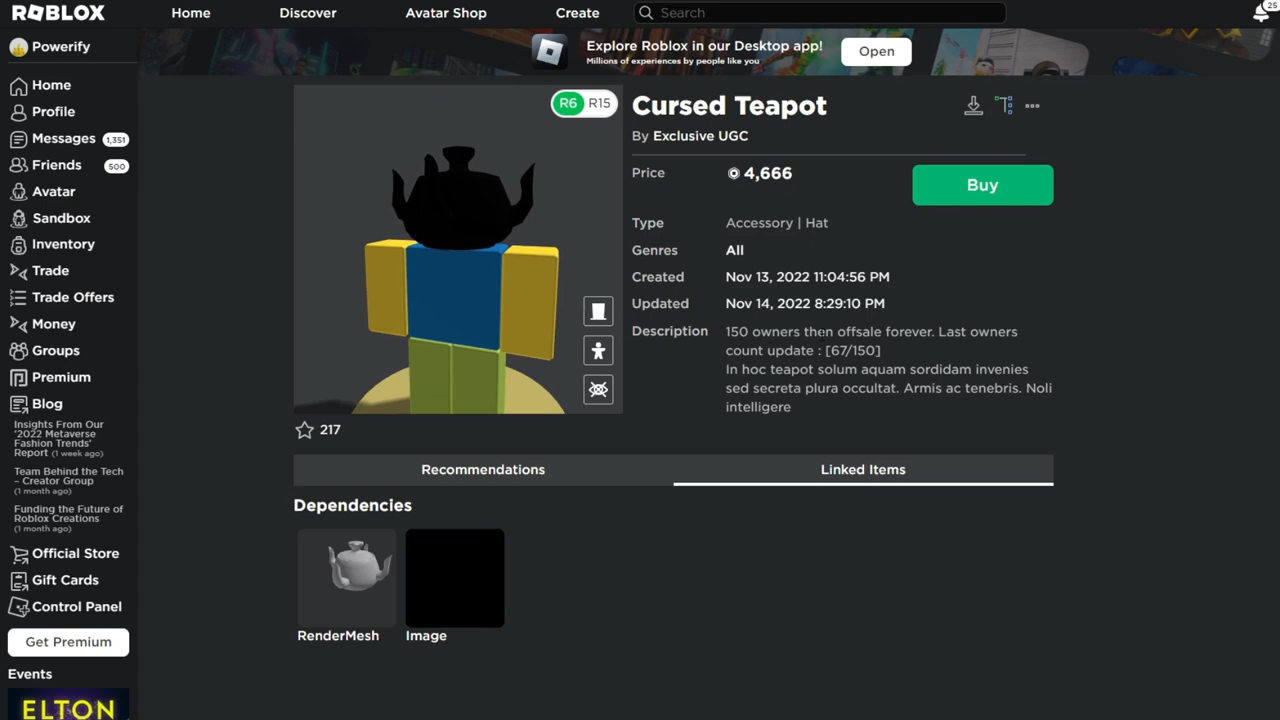 ROBLOX
Home
Discover
Avatar Shop
Create
Search
25
Powerify
Explore Roblox in our Desktop app!
Millions of experiences by people like you
Open
Home
Profile
Messages 1,351
Friends 500
Avatar
Sandbox
Inventory
Trade
Trade Offers
Money
Groups
Premium
Blog
Insights From Our
'2022 Metaverse
Fashion Trends'
Report (1 week ago)
Team Behind the Tech
– Creator Group
(1 month ago)
Funding the Future of
Roblox Creations
(1 month ago)
Official Store
Gift Cards
Control Panel
Get Premium
Events
ELTON
R6 R15
Cursed Teapot
By Exclusive UGC
Price 4,666
Buy
Type Accessory | Hat
Genres All
Created Nov 13, 2022 11:04:56 PM
Updated Nov 14, 2022 8:29:10 PM
Description 150 owners then offsale forever. Last owners
count update : [67/150]
In hoc teapot solum aquam sordidam invenies
sed secreta plura occultat. Armis ac tenebris. Noli
intelligere
217
Recommendations
Linked Items
Dependencies
RenderMesh
Image